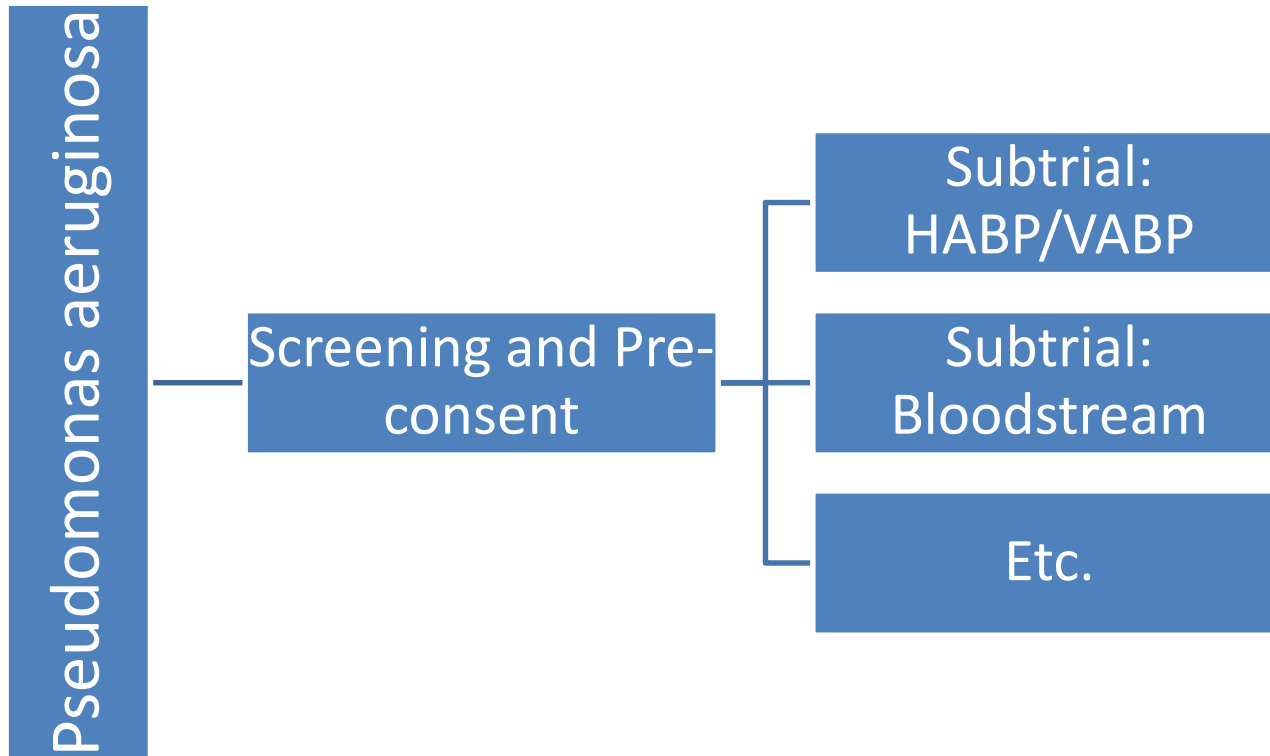 Pseudomonas aeruginosa
Screening and Pre-
consent
Subtrial:
HABP/VABP
Subtrial:
Bloodstream
Etc.